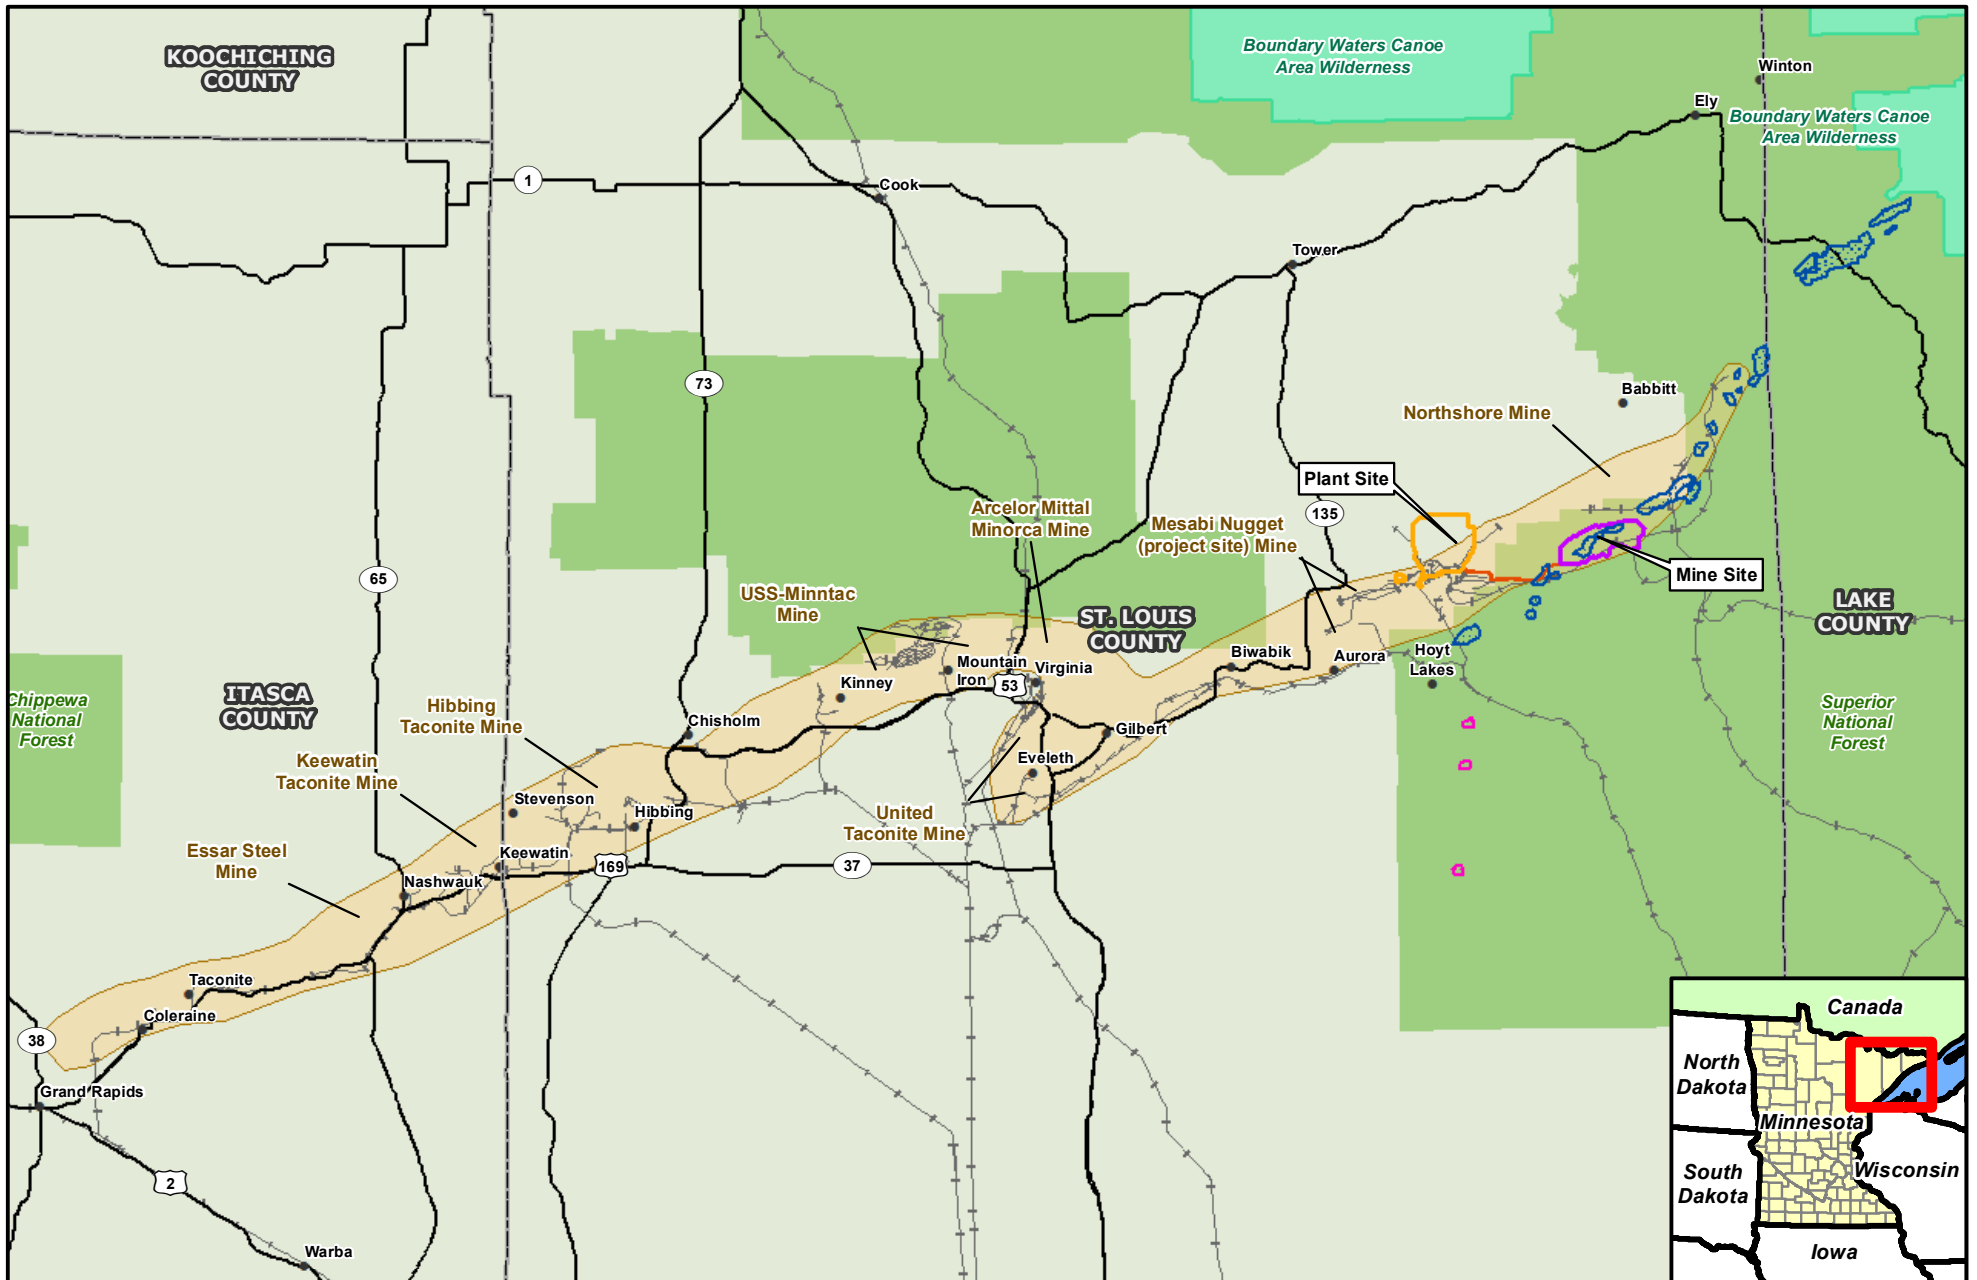 KOOCHICHING
COUNTY
Boundary Waters Canoe
Area Wilderness
Winton
Ely
Boundary Waters Canoe
Area Wilderness
1
Cook
Tower
73
Babbitt
Northshore Mine
Plant Site
Arcelor Mittal
Minorca Mine
135
Mesabi Nugget
(project site) Mine
65
Mine Site
USS-Minntac
Mine
ST. LOUIS
COUNTY
LAKE
COUNTY
Biwabik
Aurora
Hoyt
Lakes
Mountain
Iron
Virginia
53
Kinney
Chippewa
National
Forest
ITASCA
COUNTY
Hibbing
Taconite Mine
Chisholm
Superior
National
Forest
Gilbert
Keewatin
Taconite Mine
Eveleth
Stevenson
Hibbing
United
Taconite Mine
Essar Steel
Mine
Keewatin
169
37
Nashwauk
Taconite
Coleraine
38
Grand Rapids
2
Warba
Canada
North
Dakota
Minnesota
South
Dakota
Wisconsin
Iowa